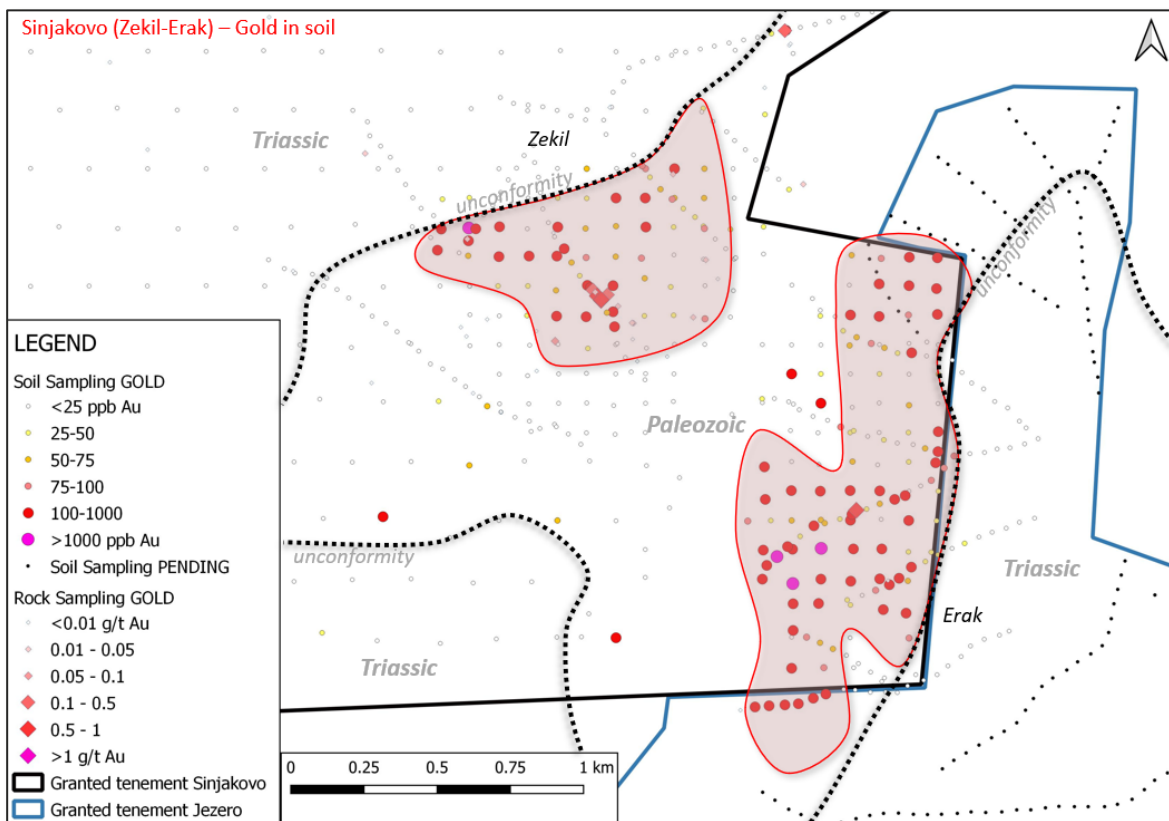 Sinjakovo (Zekil-Erak) – Gold in soil
Triassic
Zekil
unconformity
unconformity
Paleozoic
unconformity
Triassic
Triassic
Erak
LEGEND
Soil Sampling GOLD
<25 ppb Au
25-50
50-75
75-100
100-1000
>1000 ppb Au
Soil Sampling PENDING
Rock Sampling GOLD
<0.01 g/t Au
0.01 - 0.05
0.05 - 0.1
0.1 - 0.5
0.5 - 1
>1 g/t Au
Granted tenement Sinjakovo
Granted tenement Jezero
0 0.25 0.5 0.75 1 km